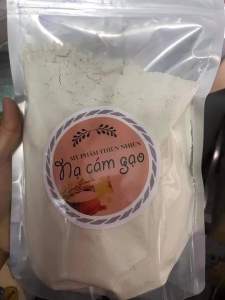 MỸ PHẨM THIÊN NHIÊN
Nạ cám gạo